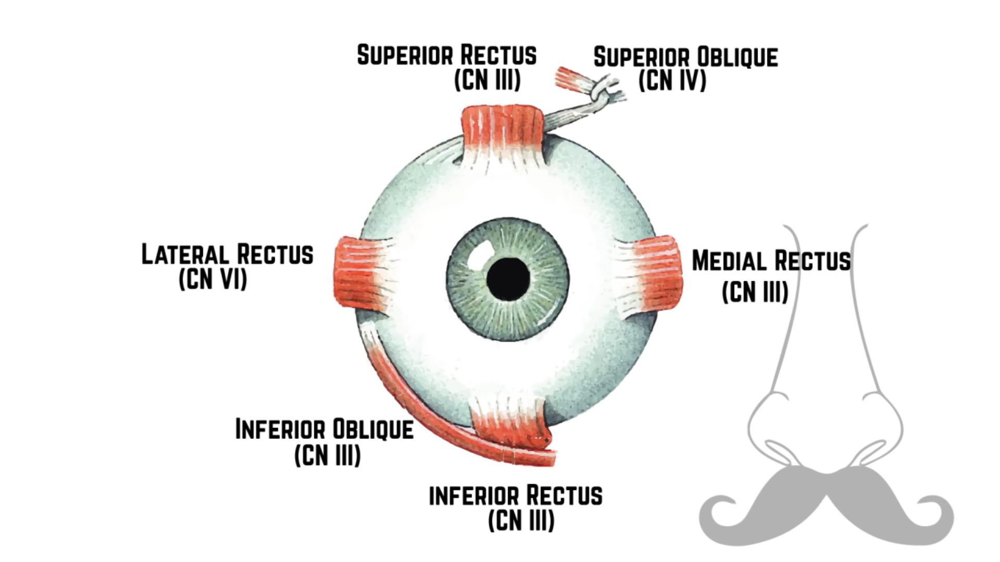 Superior Rectus
(CN III)
Superior Oblique
(CN IV)
Lateral Rectus
(CN VI)
Medial Rectus
(CN III)
Inferior Oblique
(CN III)
inferior Rectus
(CN III)